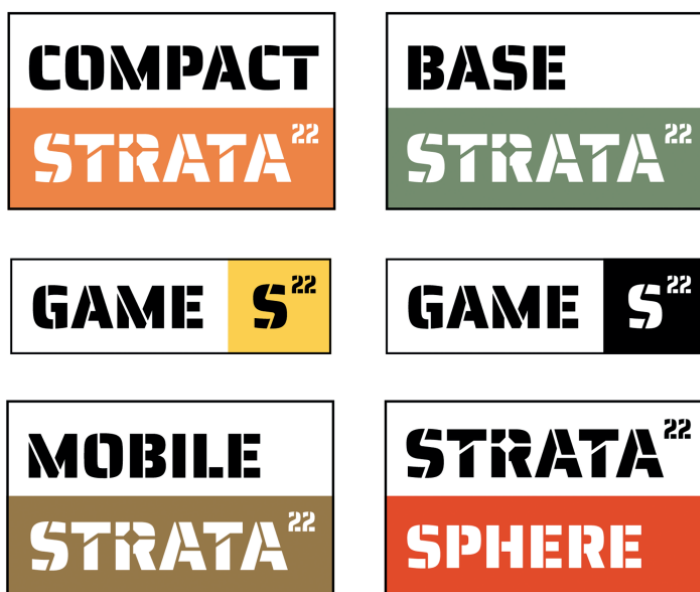 COMPACT
STRATA²²
BASE
STRATA²²
GAME S²²
GAME S²²
MOBILE
STRATA²²
STRATA²²
SPHERE